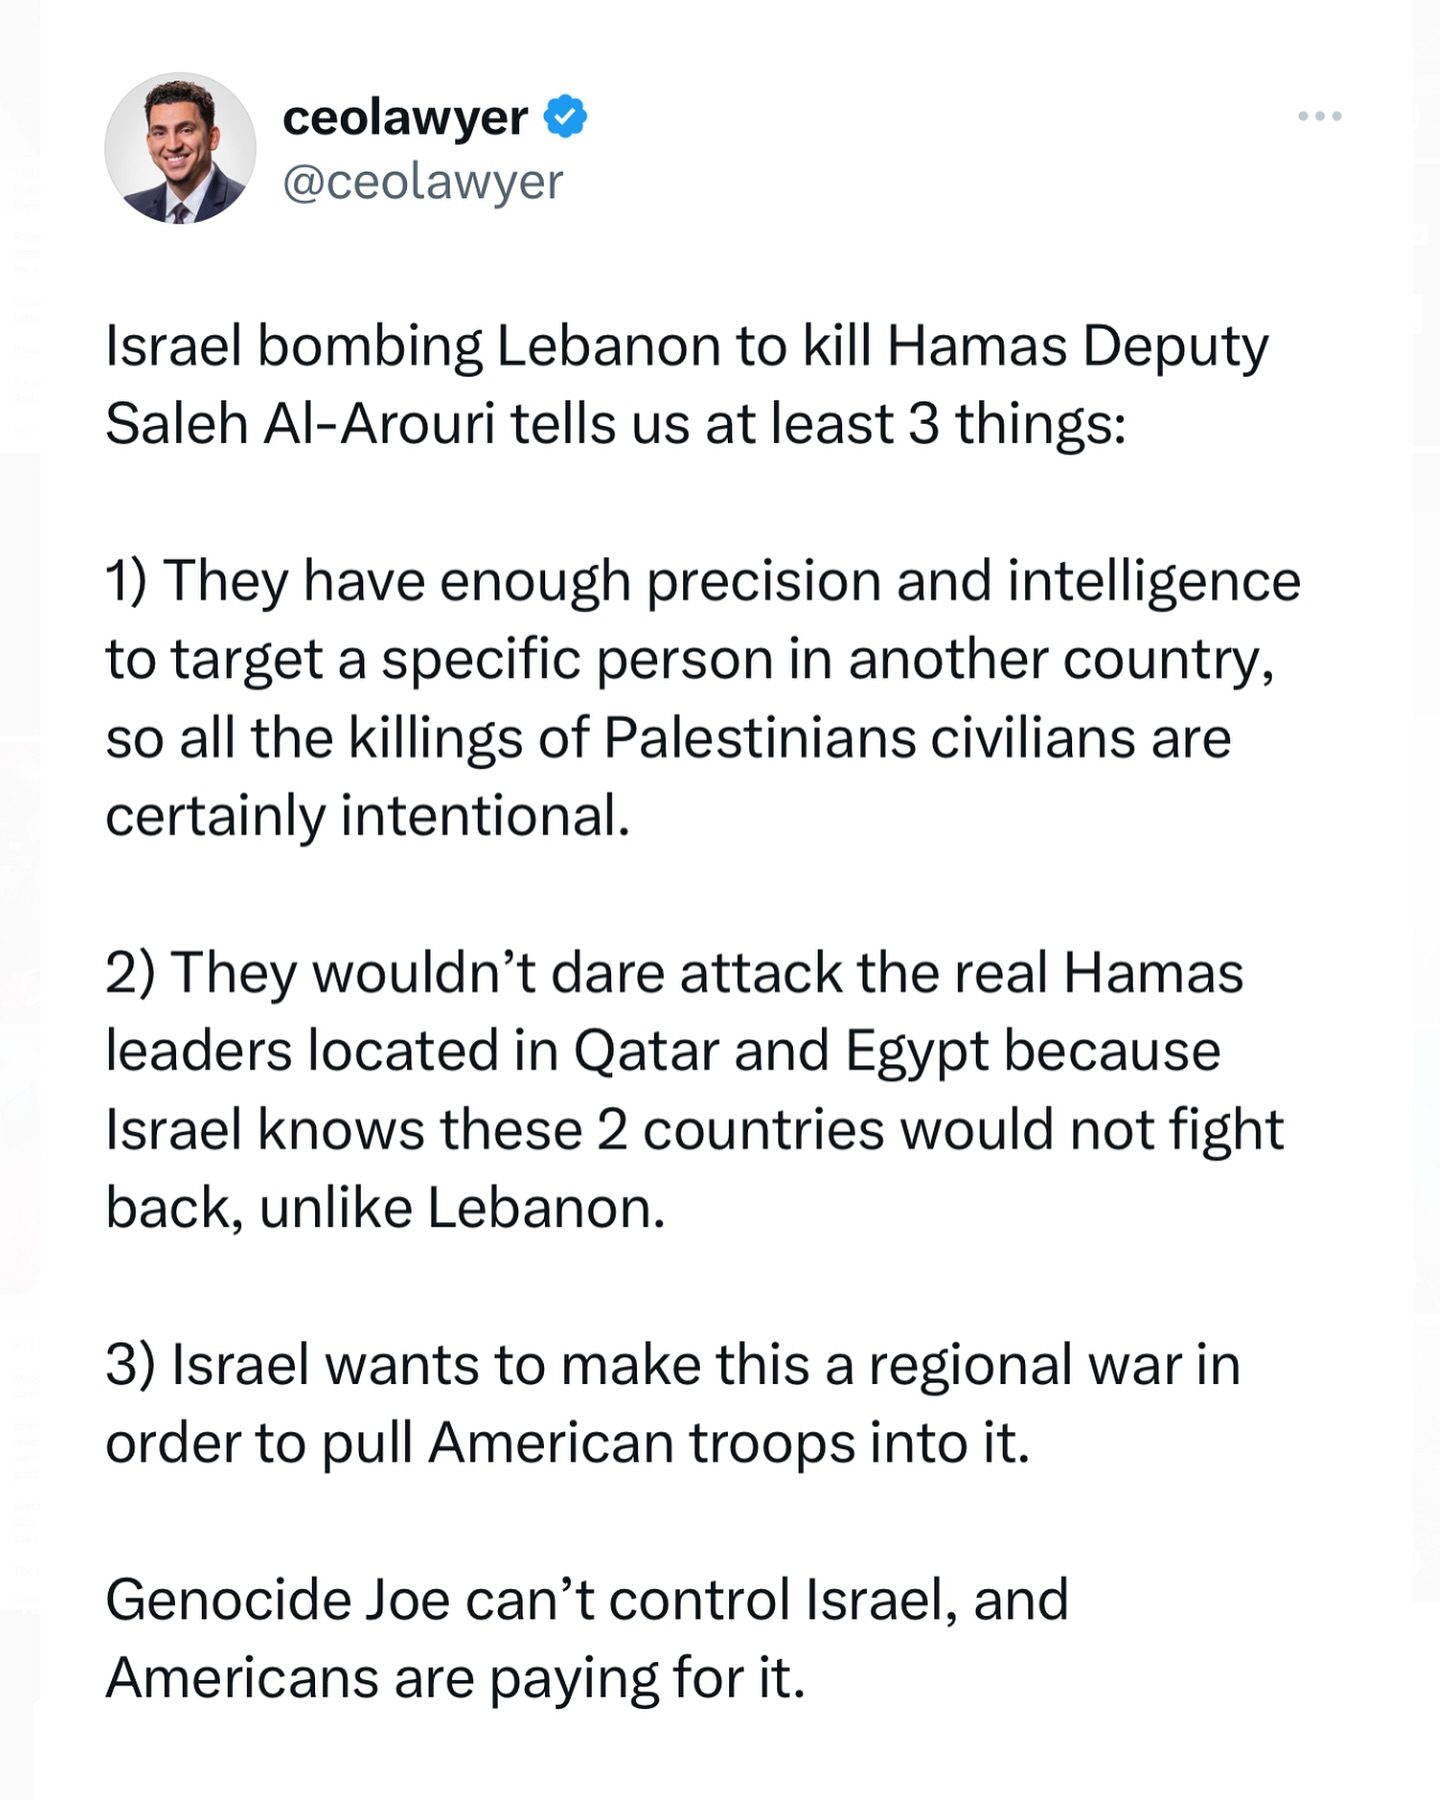 ceolawyer
@ceolawyer
Israel bombing Lebanon to kill Hamas Deputy
Saleh Al-Arouri tells us at least 3 things:
1) They have enough precision and intelligence
to target a specific person in another country,
so all the killings of Palestinians civilians are
certainly intentional.
2) They wouldn’t dare attack the real Hamas
leaders located in Qatar and Egypt because
Israel knows these 2 countries would not fight
back, unlike Lebanon.
3) Israel wants to make this a regional war in
order to pull American troops into it.
Genocide Joe can’t control Israel, and
Americans are paying for it.